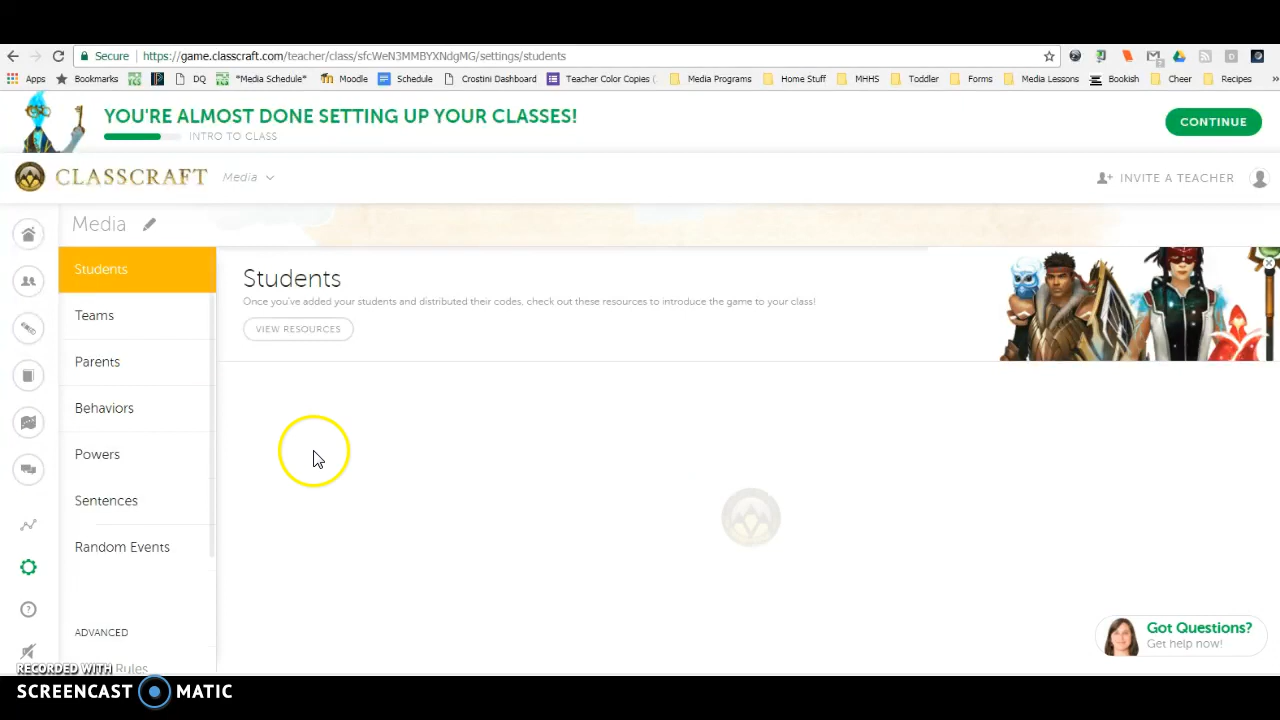 Secure https://game.classcraft.com/teacher/class/sfcWeN3MMBYXNdgMG/settings/students
Apps Bookmarks DQ *Media Schedule* Moodle Schedule Crostini Dashboard Teacher Color Copies ( Media Programs Home Stuff MHHS Toddler Forms Media Lessons Bookish Cheer Recipes »
YOU'RE ALMOST DONE SETTING UP YOUR CLASSES!
INTRO TO CLASS
CONTINUE
CLASSCRAFT Media
INVITE A TEACHER
Media
Students
Teams
Parents
Behaviors
Powers
Sentences
Random Events
ADVANCED
Rules
Students
Once you've added your students and distributed their codes, check out these resources to introduce the game to your class!
VIEW RESOURCES
Got Questions?
Get help now!
RECORDED WITH
SCREENCAST MATIC